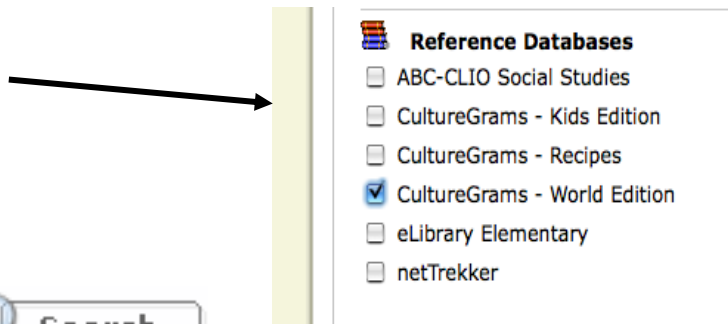 Reference Databases
ABC-CLIO Social Studies
CultureGrams - Kids Edition
CultureGrams - Recipes
CultureGrams - World Edition
eLibrary Elementary
netTrekker